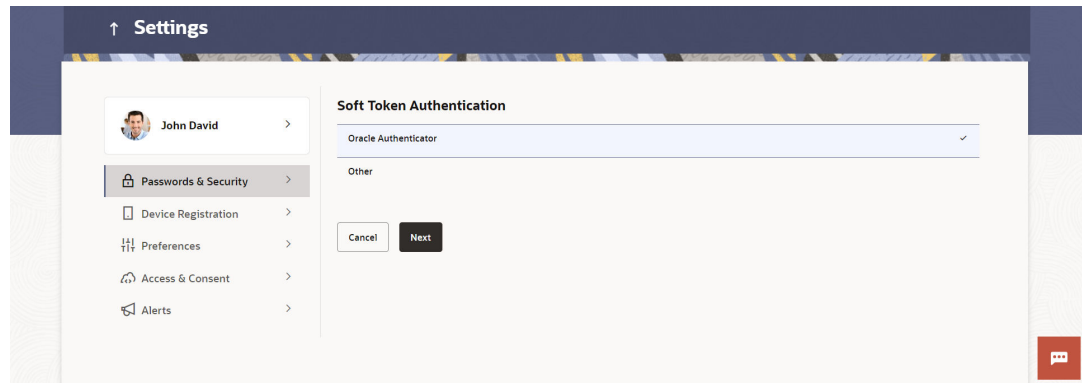 Settings
John David
Passwords & Security
Device Registration
Preferences
Access & Consent
Alerts
Soft Token Authentication
Oracle Authenticator
Other
Cancel
Next